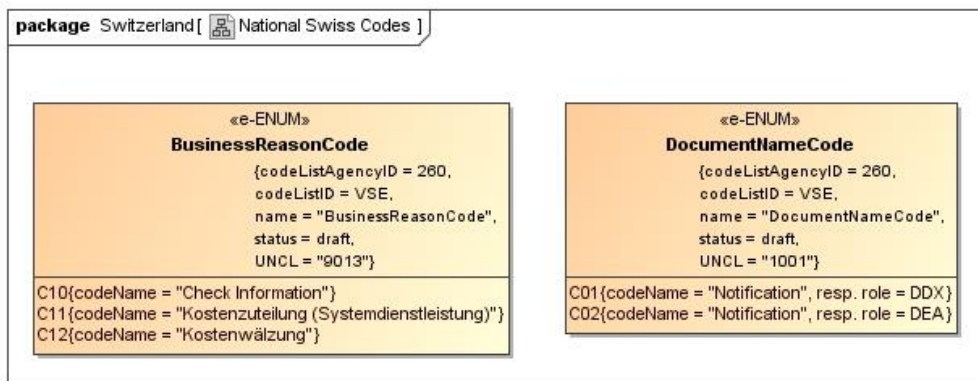 package Switzerland[ National Swiss Codes ]
«e-ENUM»
BusinessReasonCode
{codeListAgencyID = 260,
codeListID = VSE,
name = "BusinessReasonCode",
status = draft,
UNCL = "9013"}
C10{codeName = "Check Information"}
C11{codeName = "Kostenzuteilung (Systemdienstleistung)"}
C12{codeName = "Kostenwälzung"}
«e-ENUM»
DocumentNameCode
{codeListAgencyID = 260,
codeListID = VSE,
name = "DocumentNameCode",
status = draft,
UNCL = "1001"}
C01{codeName = "Notification", resp. role = DDX}
C02{codeName = "Notification", resp. role = DEA}